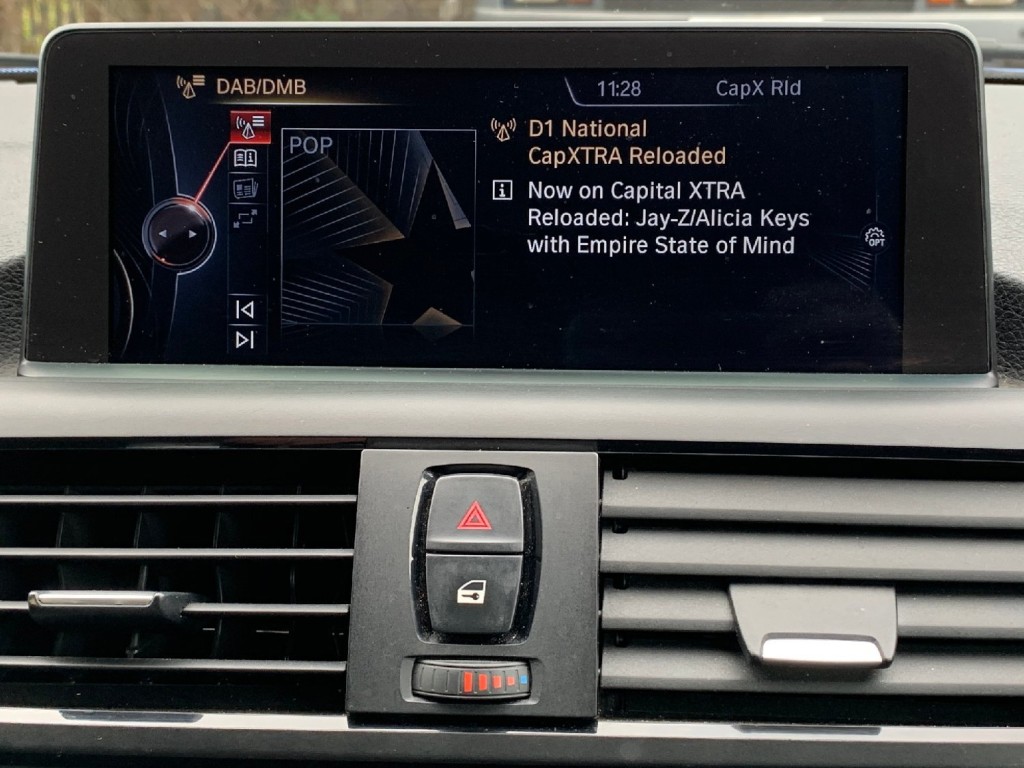 DAB/DMB
11:28
CapX Rld
POP
D1 National
CapXTRA Reloaded
Now on Capital XTRA
Reloaded: Jay-Z/Alicia Keys
with Empire State of Mind
OPT